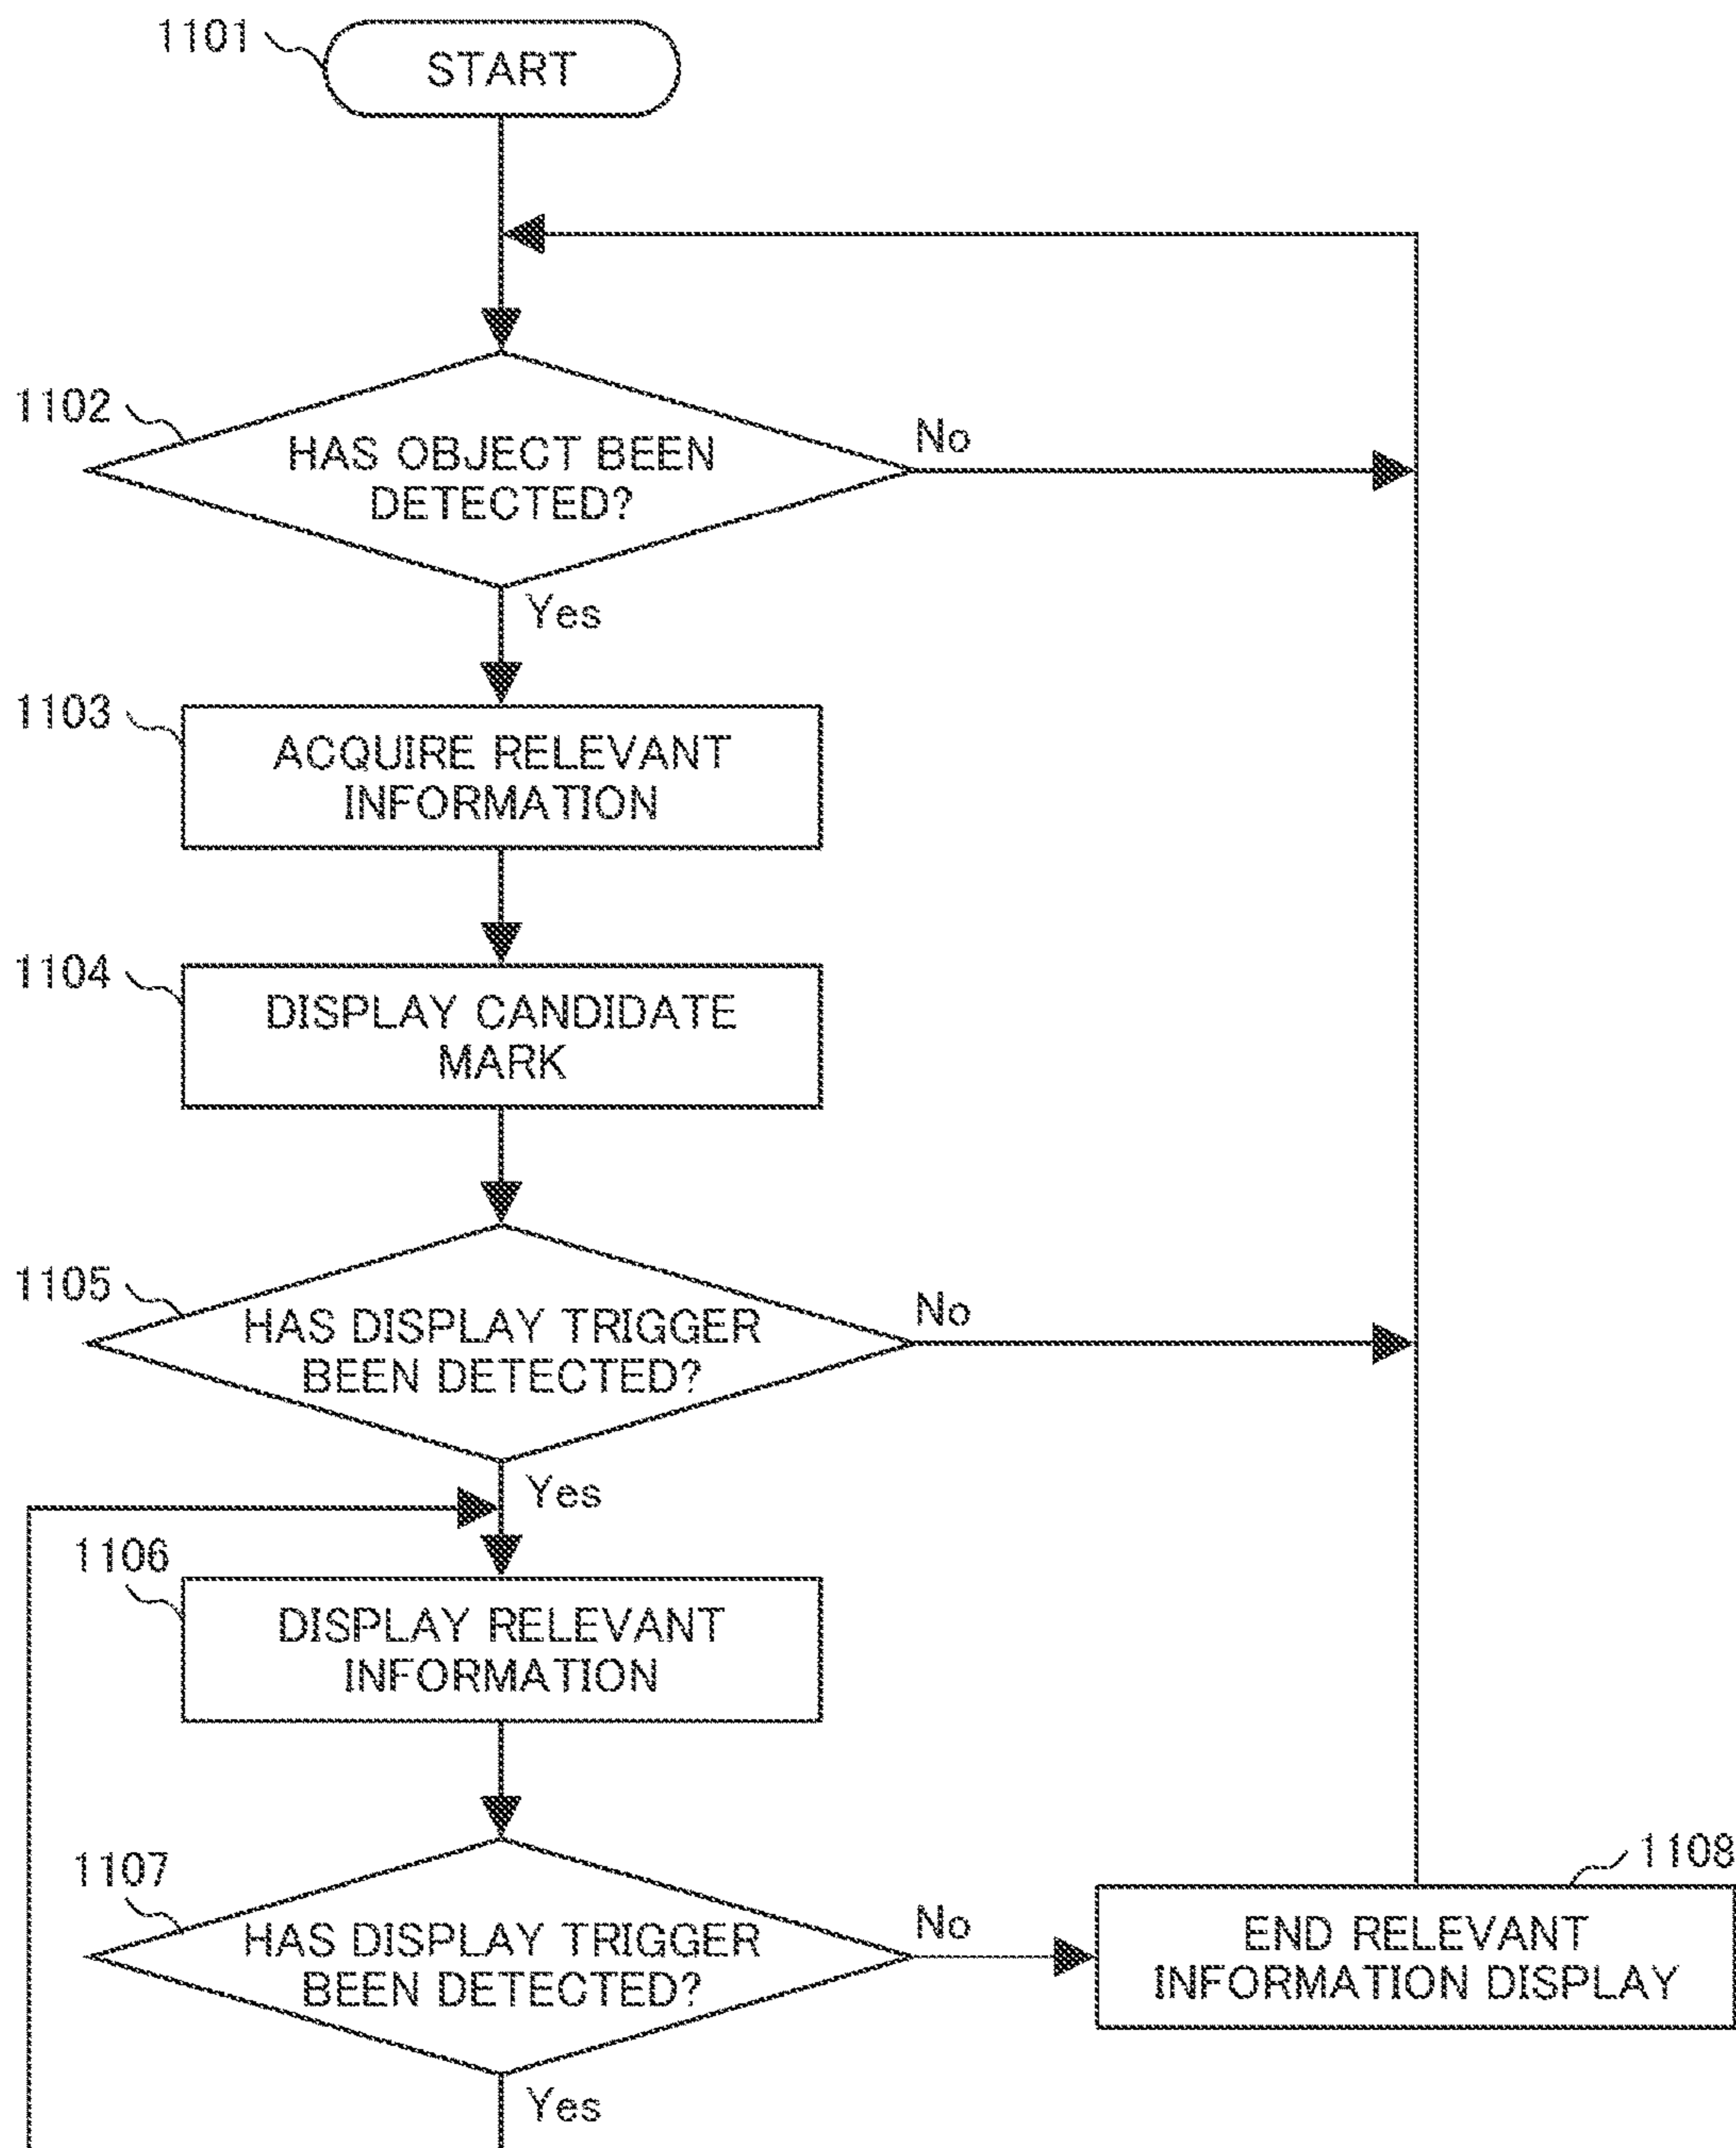 1101
START
1102
HAS OBJECT BEEN
DETECTED?
No
Yes
1103
ACQUIRE RELEVANT
INFORMATION
1104
DISPLAY CANDIDATE
MARK
1105
HAS DISPLAY TRIGGER
BEEN DETECTED?
No
Yes
1106
DISPLAY RELEVANT
INFORMATION
1107
HAS DISPLAY TRIGGER
BEEN DETECTED?
No
1108
END RELEVANT
INFORMATION DISPLAY
Yes